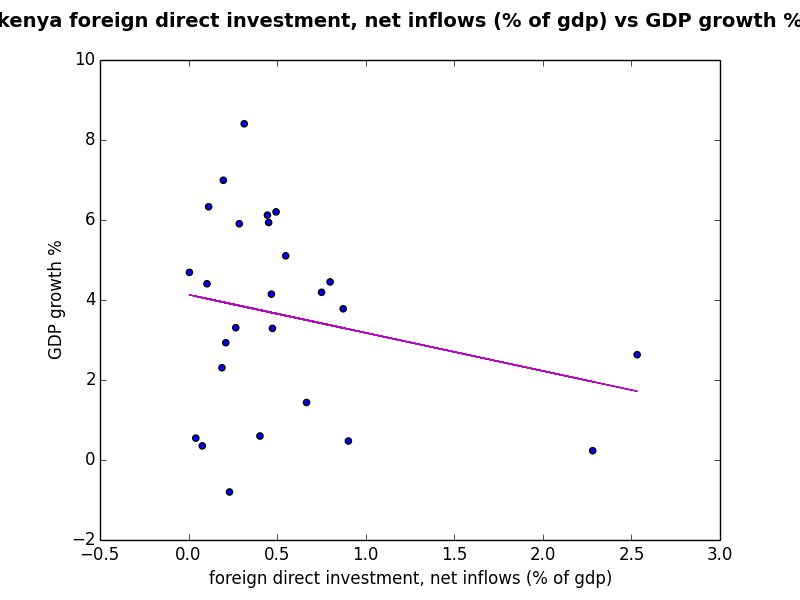 kenya foreign direct investment, net inflows (% of gdp) vs GDP growth %
10
8
6
4
2
0
−2
GDP growth %
−0.5 0.0 0.5 1.0 1.5 2.0 2.5 3.0
foreign direct investment, net inflows (% of gdp)